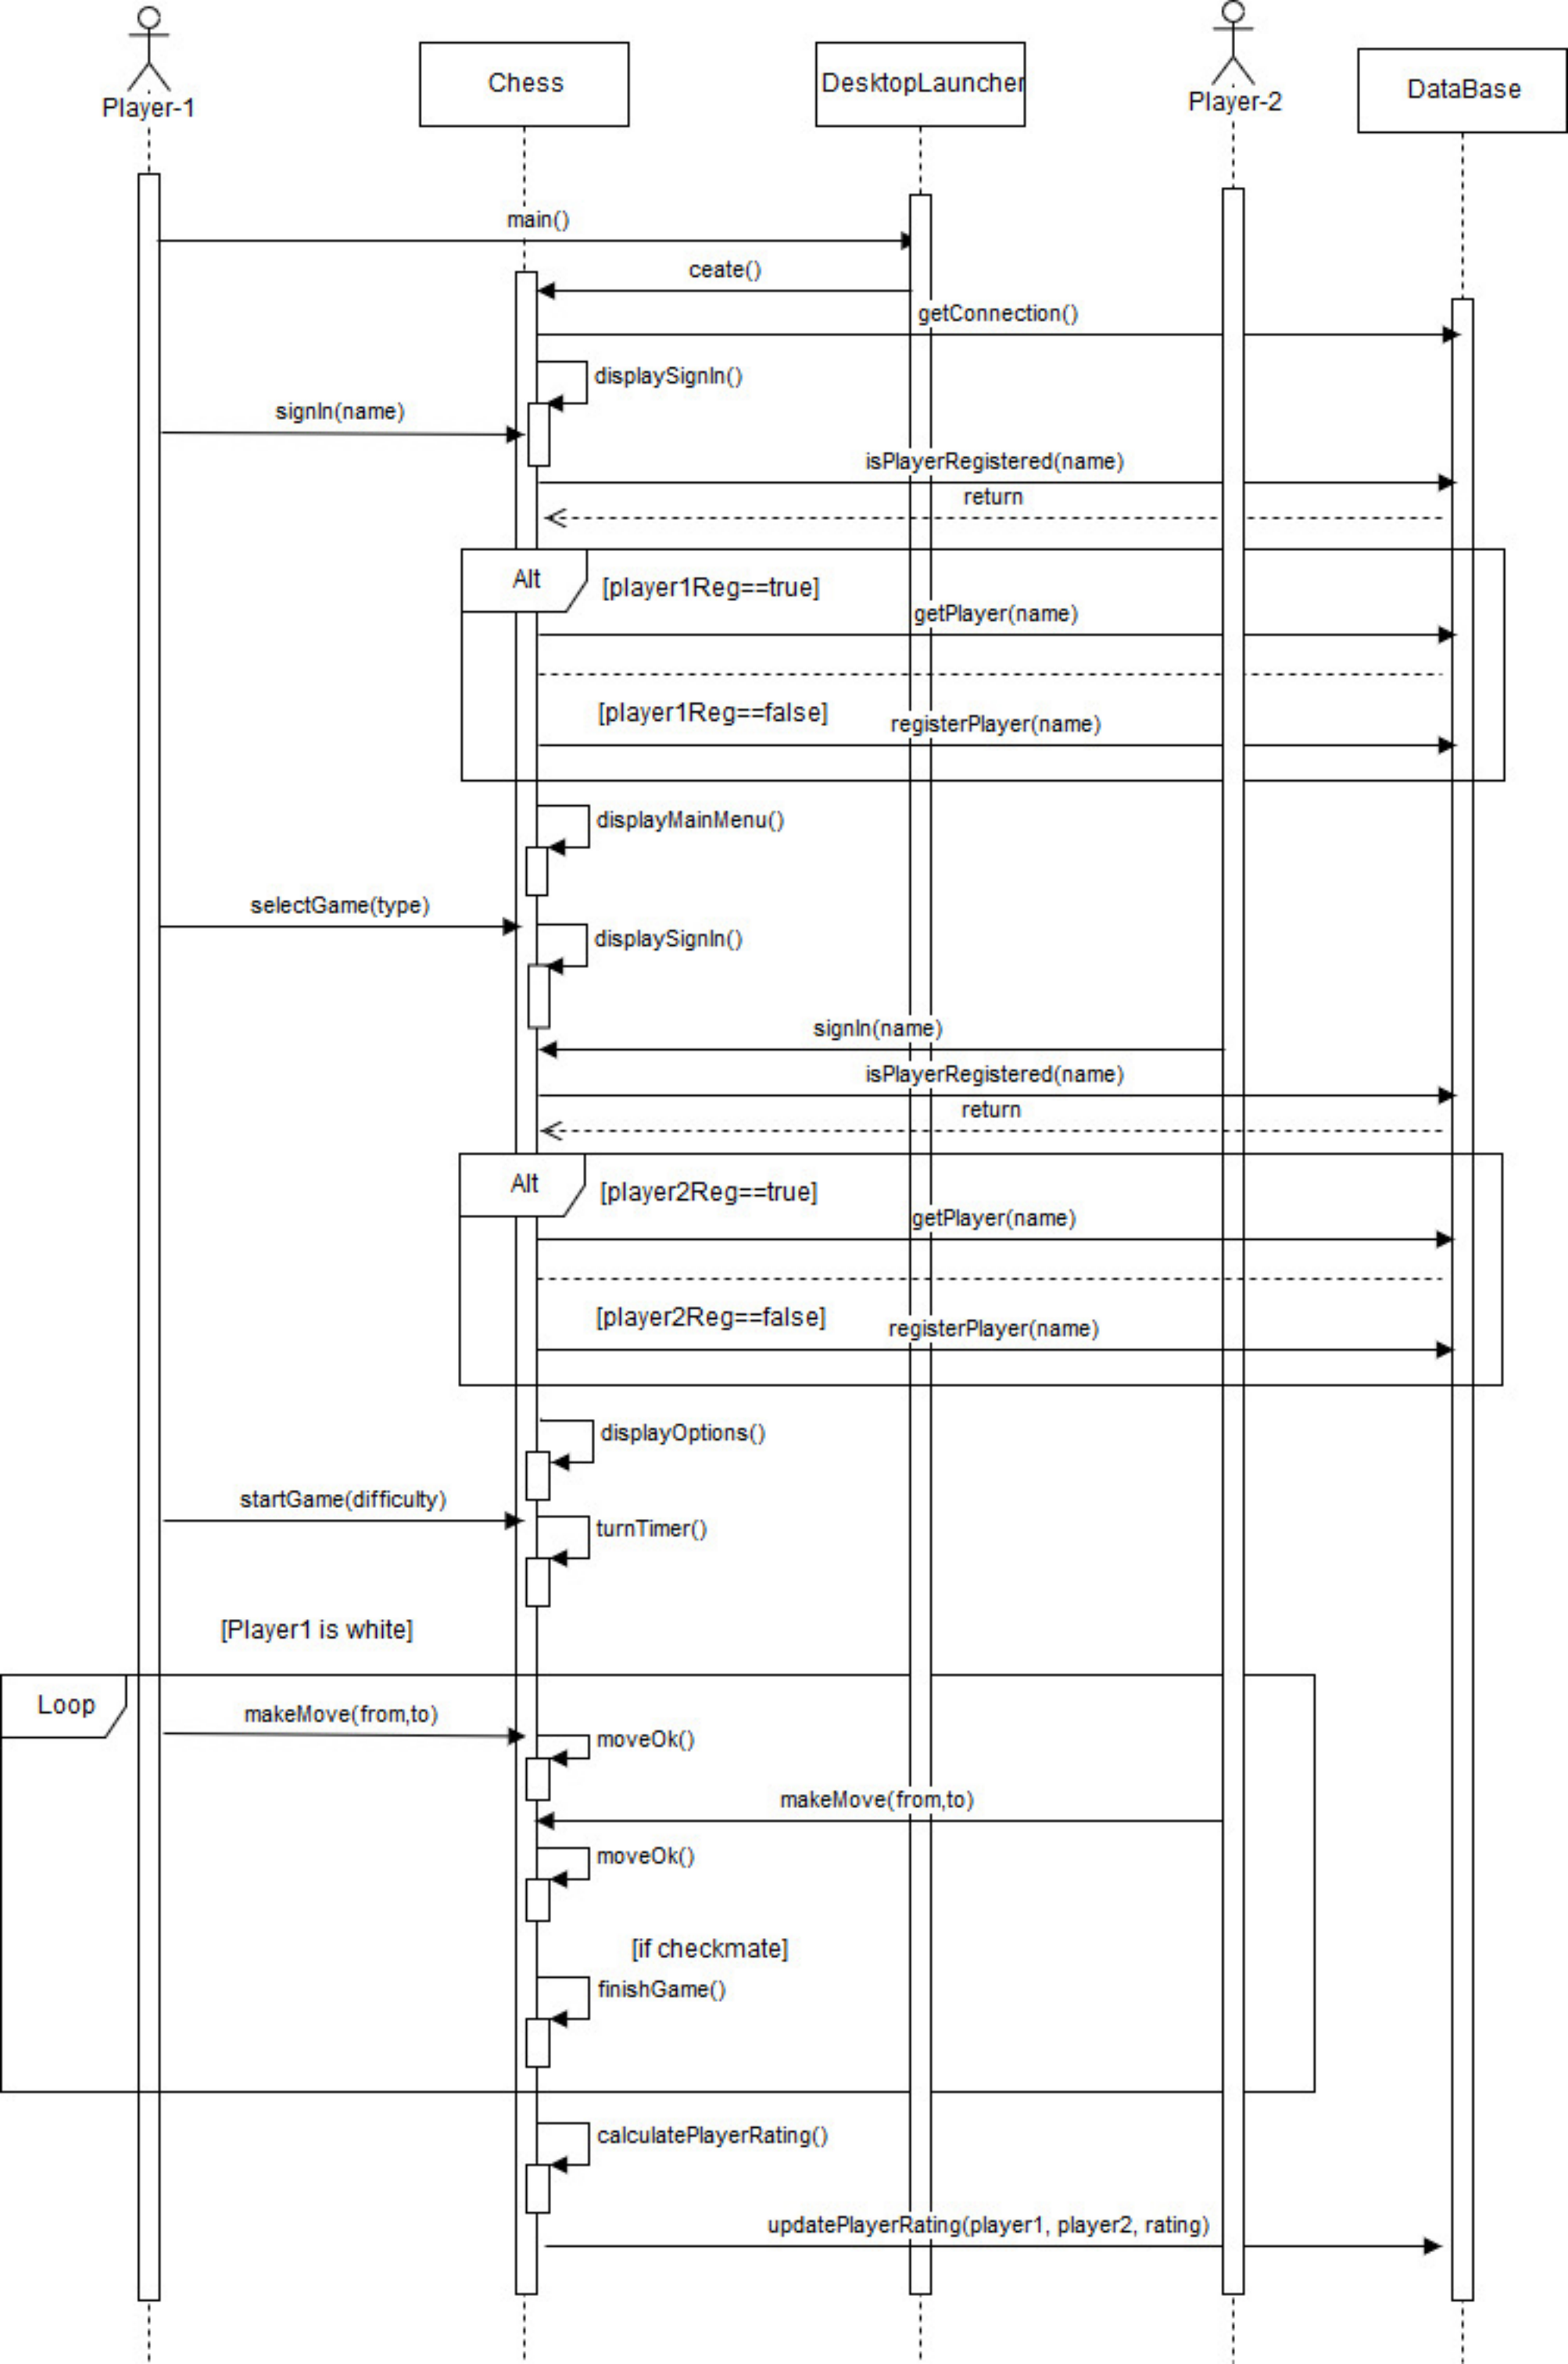 Player-1
Chess
DesktopLauncher
Player-2
DataBase
main()
ceate()
getConnection()
displaySignIn()
signIn(name)
isPlayerRegistered(name)
return
Alt
[player1Reg==true]
getPlayer(name)
[player1Reg==false]
registerPlayer(name)
displayMainMenu()
selectGame(type)
displaySignIn()
signIn(name)
isPlayerRegistered(name)
return
Alt
[player2Reg==true]
getPlayer(name)
[player2Reg==false]
registerPlayer(name)
displayOptions()
startGame(difficulty)
turnTimer()
[Player1 is white]
Loop
makeMove(from,to)
moveOk()
makeMove(from,to)
moveOk()
[if checkmate]
finishGame()
calculatePlayerRating()
updatePlayerRating(player1, player2, rating)